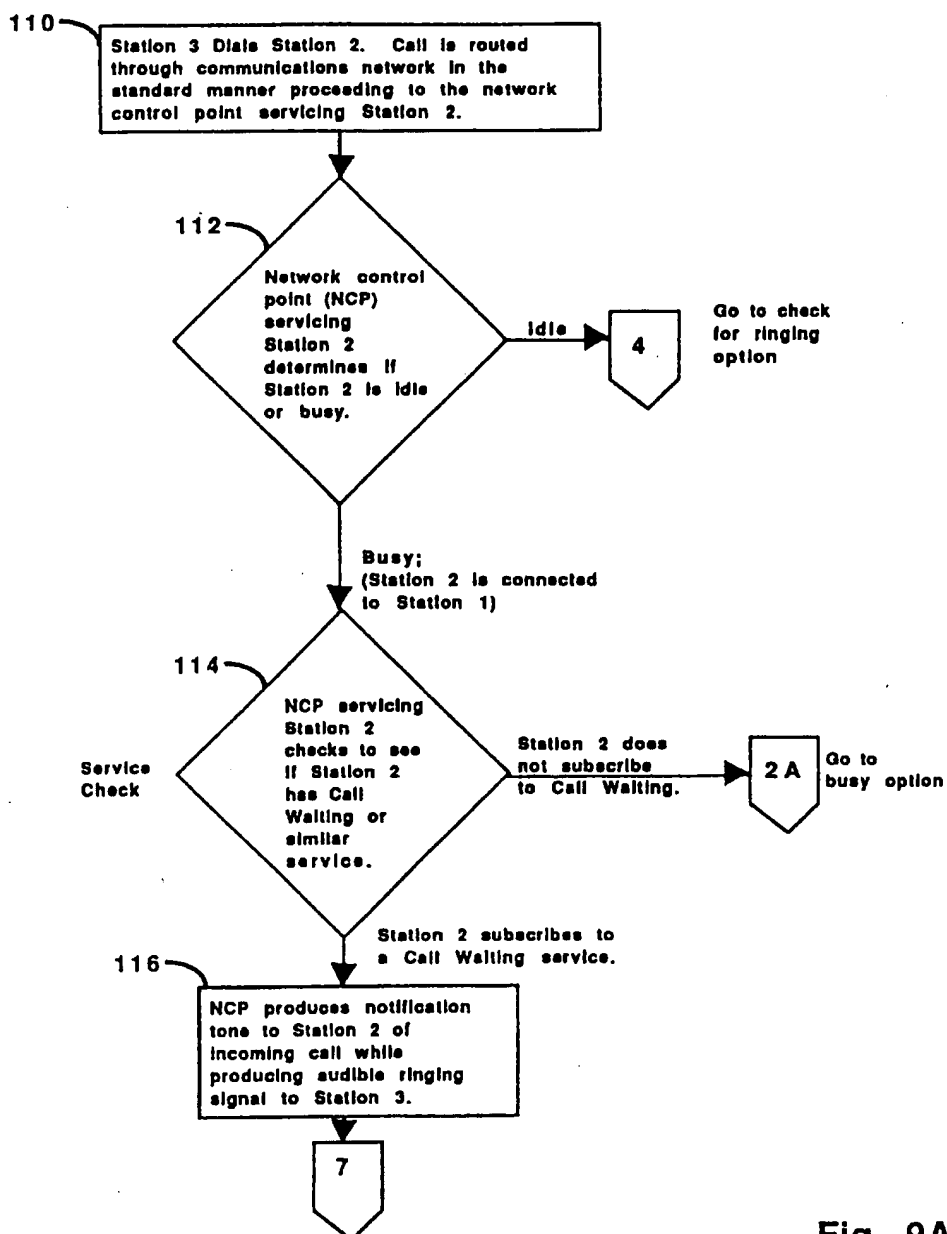 110
Station 3 Dials Station 2. Call is routed
through communications network in the
standard manner proceeding to the network
control point servicing Station 2.
112
Network control
point (NCP)
servicing
Station 2
determines if
Station 2 is idle
or busy.
idle
4
Go to check
for ringing
option
Busy;
(Station 2 is connected
to Station 1)
114
Service
Check
NCP servicing
Station 2
checks to see
if Station 2
has Call
Waiting or
similar
service.
Station 2 does
not subscribe
to Call Waiting.
2A
Go to
busy option
Station 2 subscribes to
a Call Waiting service.
116
NCP produces notification
tone to Station 2 of
incoming call while
producing audible ringing
signal to Station 3.
7
Fig. 9A